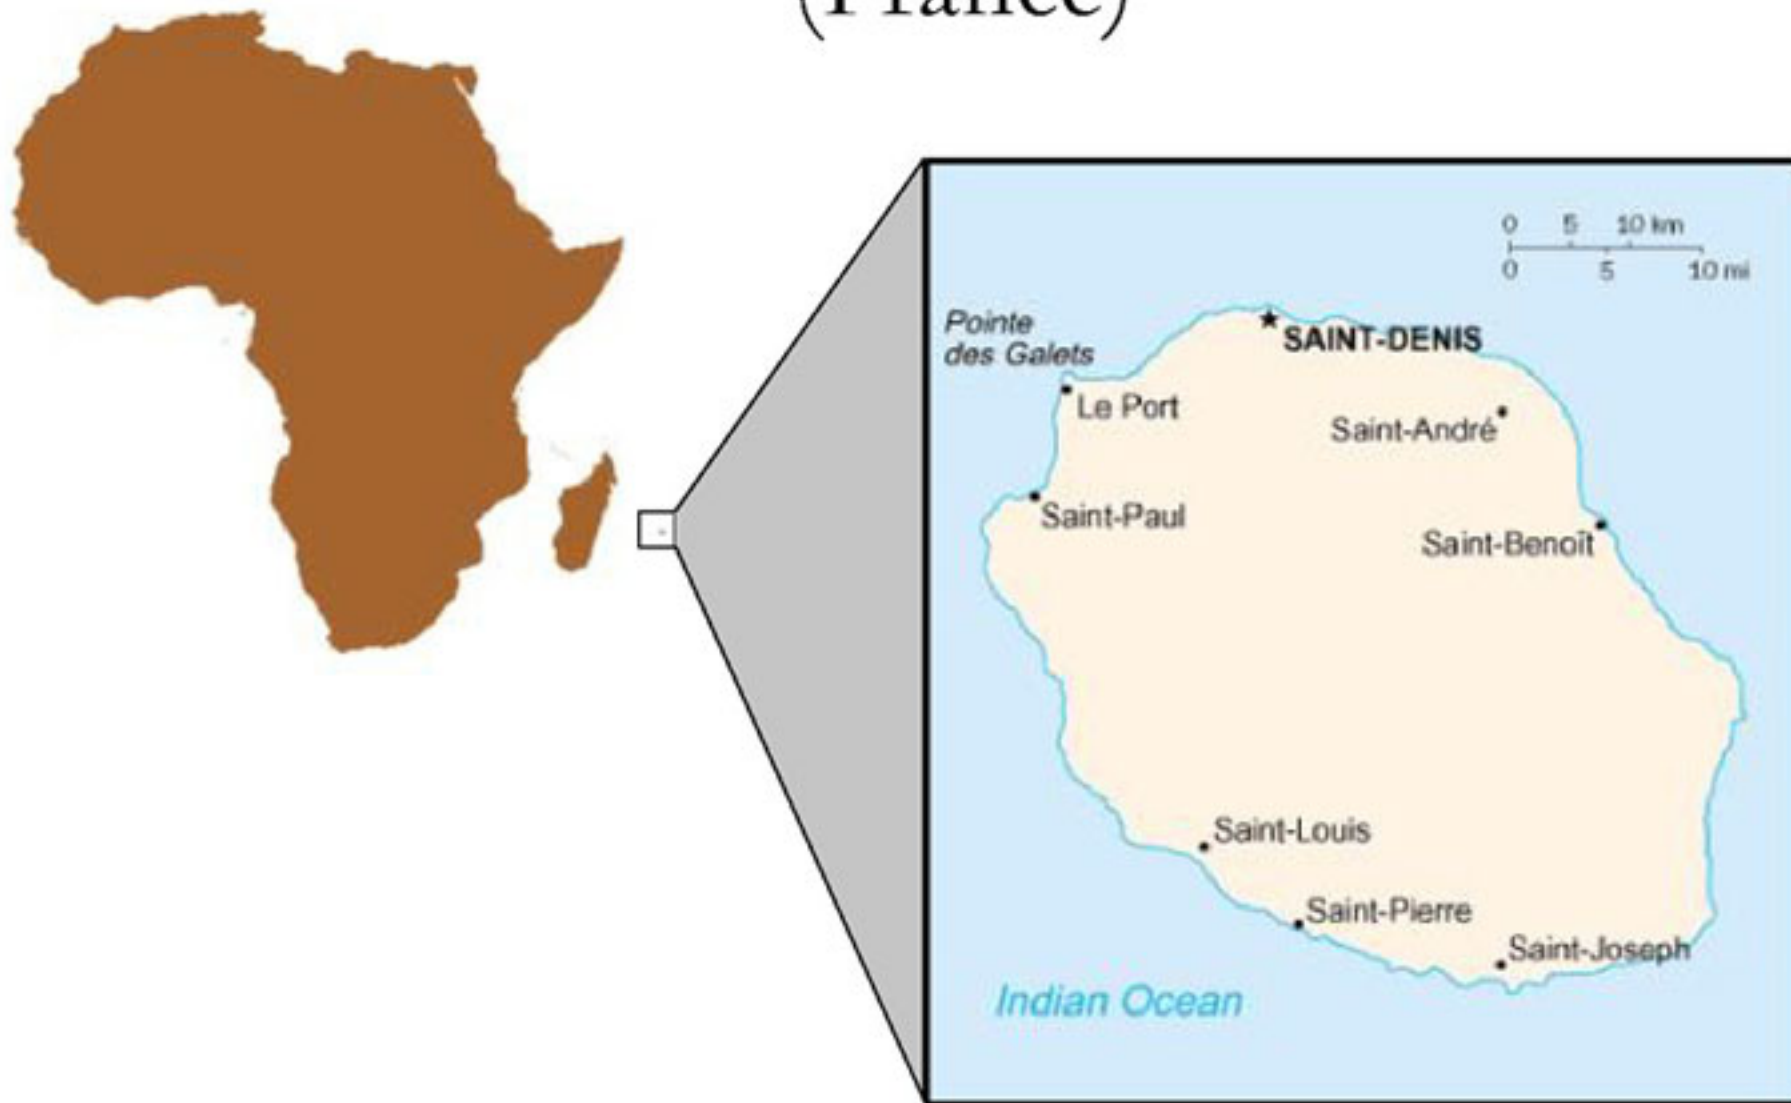 (France)
0 5 10 km
0 5 10 mi
Pointe
des Galets
SAINT-DENIS
Le Port
Saint-André
Saint-Paul
Saint-Benoît
Saint-Louis
Saint-Pierre
Saint-Joseph
Indian Ocean